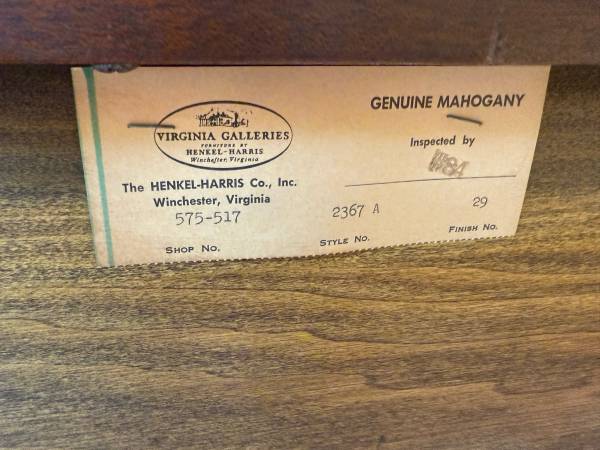 VIRGINIA GALLERIES
FURNITURE BY
HENKEL-HARRIS
Winchester, Virginia
The HENKEL-HARRIS Co., Inc.
Winchester, Virginia
575-517
SHOP NO.
GENUINE MAHOGANY
Inspected by
2367 A
STYLE NO.
29
FINISH NO.